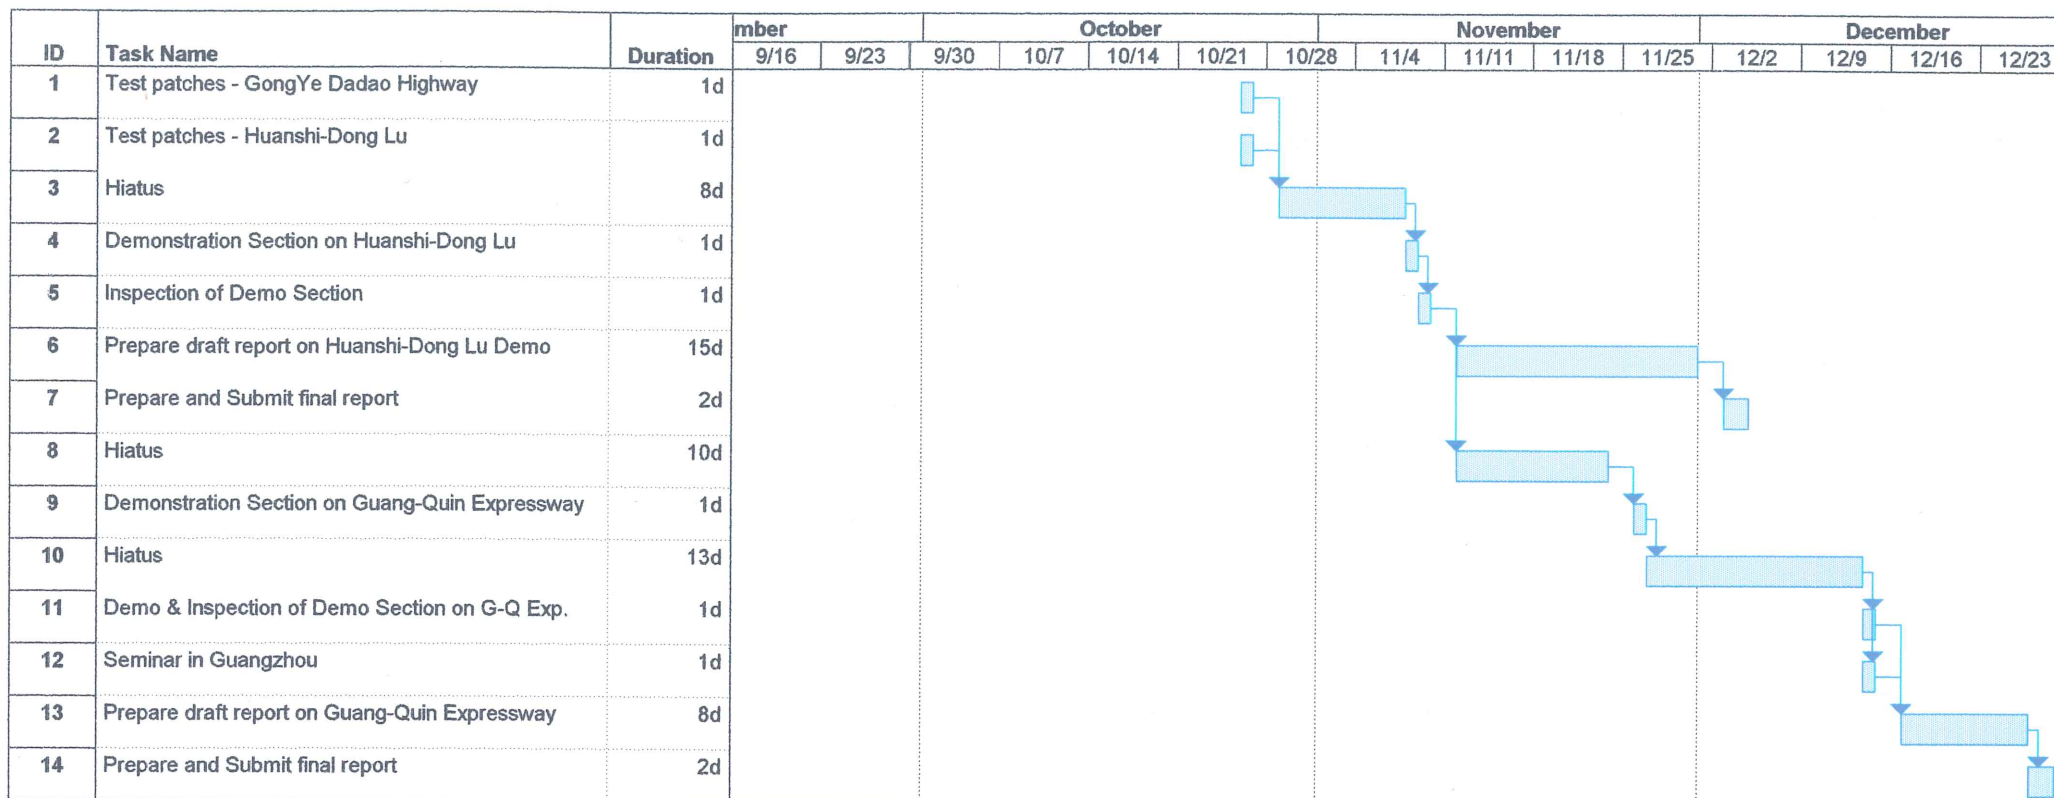 mber October November December
ID Task Name Duration 9/16 9/23 9/30 10/7 10/14 10/21 10/28 11/4 11/11 11/18 11/25 12/2 12/9 12/16 12/23
1 Test patches - GongYe Dadao Highway 1d
2 Test patches - Huanshi-Dong Lu 1d
3 Hiatus 8d
4 Demonstration Section on Huanshi-Dong Lu 1d
5 Inspection of Demo Section 1d
6 Prepare draft report on Huanshi-Dong Lu Demo 15d
7 Prepare and Submit final report 2d
8 Hiatus 10d
9 Demonstration Section on Guang-Quin Expressway 1d
10 Hiatus 13d
11 Demo & Inspection of Demo Section on G-Q Exp. 1d
12 Seminar in Guangzhou 1d
13 Prepare draft report on Guang-Quin Expressway 8d
14 Prepare and Submit final report 2d